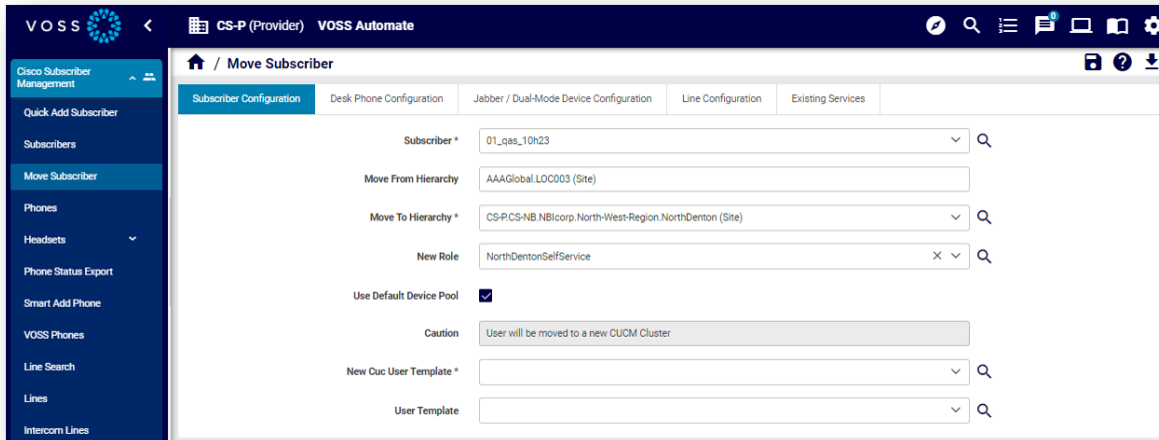 VOSS
CS-P (Provider) VOSS Automate
0
Cisco Subscriber
Management
Quick Add Subscriber
Subscribers
Move Subscriber
Phones
Headsets
Phone Status Export
Smart Add Phone
VOSS Phones
Line Search
Lines
Intercom Lines
/ Move Subscriber
Subscriber Configuration Desk Phone Configuration Jabber / Dual-Mode Device Configuration Line Configuration Existing Services
Subscriber * 01_qas_10h23
Move From Hierarchy AAAGlobal.LOC003 (Site)
Move To Hierarchy * CS-P.CS-NB.NBIcorp.North-West-Region.NorthDenton (Site)
New Role NorthDentonSelfService
Use Default Device Pool
Caution User will be moved to a new CUCM Cluster
New Cuc User Template *
User Template